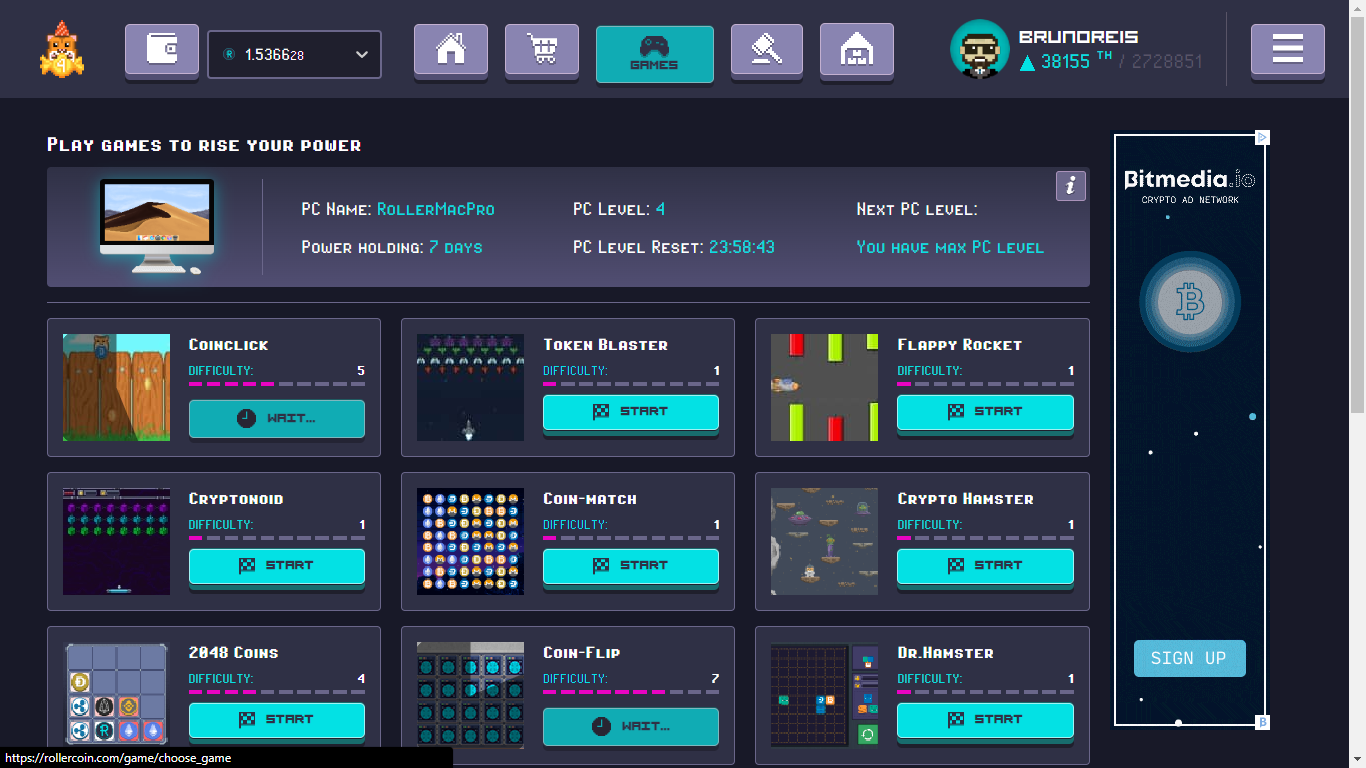 1.536628
GAMES
BRUNOREIS
38155 TH / 2728851
Play games to rise your power
Bitmedia.io
CRYPTO AD NETWORK
PC Name: RollerMacPro
PC Level: 4
Next PC level:
Power holding: 7 days
PC Level Reset: 23:58:43
You have max PC level
Coinclick
DIFFICULTY: 5
WAIT...
Token Blaster
DIFFICULTY: 1
START
Flappy Rocket
DIFFICULTY: 1
START
Cryptonoid
DIFFICULTY: 1
START
Coin-match
DIFFICULTY: 1
START
Crypto Hamster
DIFFICULTY: 1
START
2048 Coins
DIFFICULTY: 4
START
Coin-Flip
DIFFICULTY: 7
WAIT...
Dr.Hamster
DIFFICULTY: 1
START
SIGN UP
https://rollercoin.com/game/choose_game